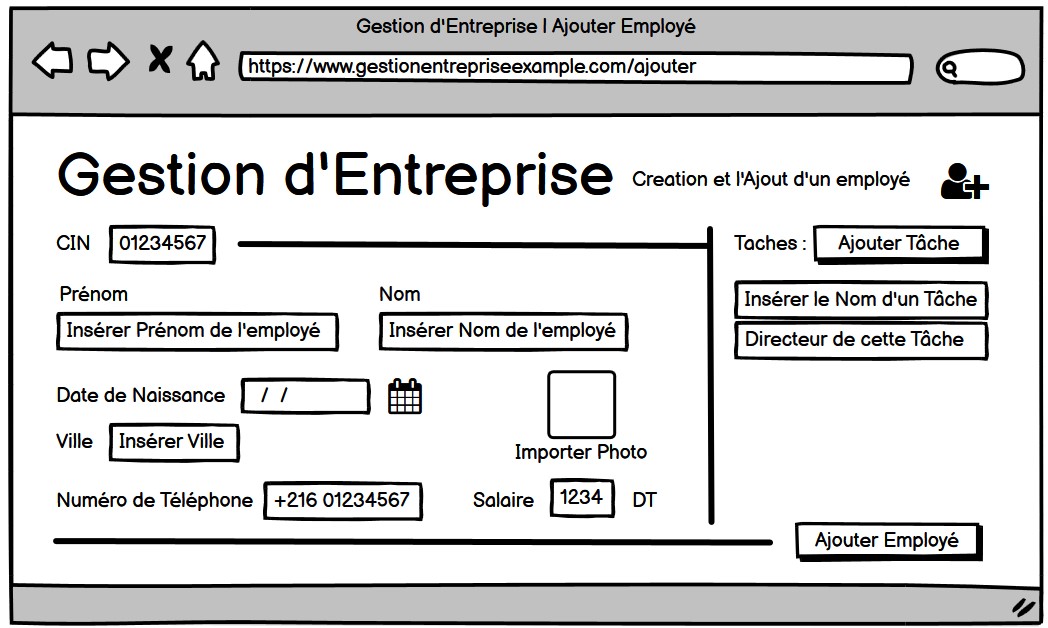 Gestion d'Entreprise | Ajouter Employé
https://www.gestionentrepriseexample.com/ajouter
Gestion d'Entreprise
Creation et l'Ajout d'un employé
CIN 01234567
Taches : Ajouter Tâche
Prénom Nom
Insérer Prénom de l'employé Insérer Nom de l'employé
Insérer le Nom d'un Tâche
Directeur de cette Tâche
Date de Naissance / /
Ville Insérer Ville
Importer Photo
Numéro de Téléphone +216 01234567 Salaire 1234 DT
Ajouter Employé